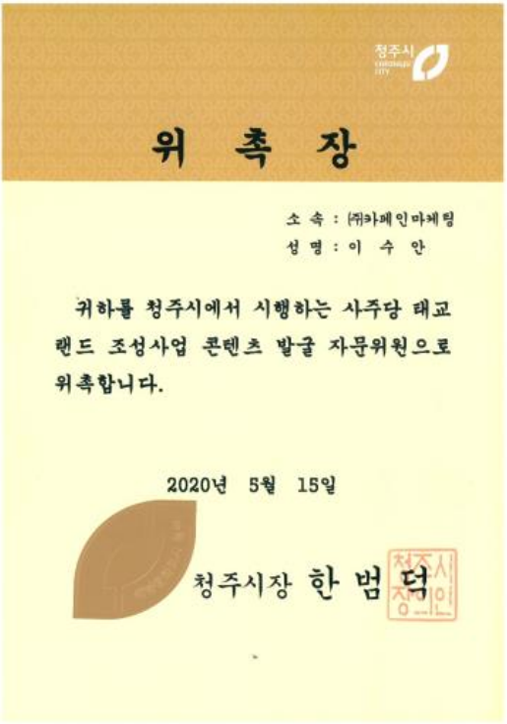 청주시
CHEONGJU
CITY
위 촉 장
소 속 : ㈜카페인마케팅
성 명 : 이 수 안
귀하를 청주시에서 시행하는 사주당 태교
랜드 조성사업 콘텐츠 발굴 자문위원으로
위촉합니다.
2020년 5월 15일
청주시장 한 범 덕
청주시
장의인